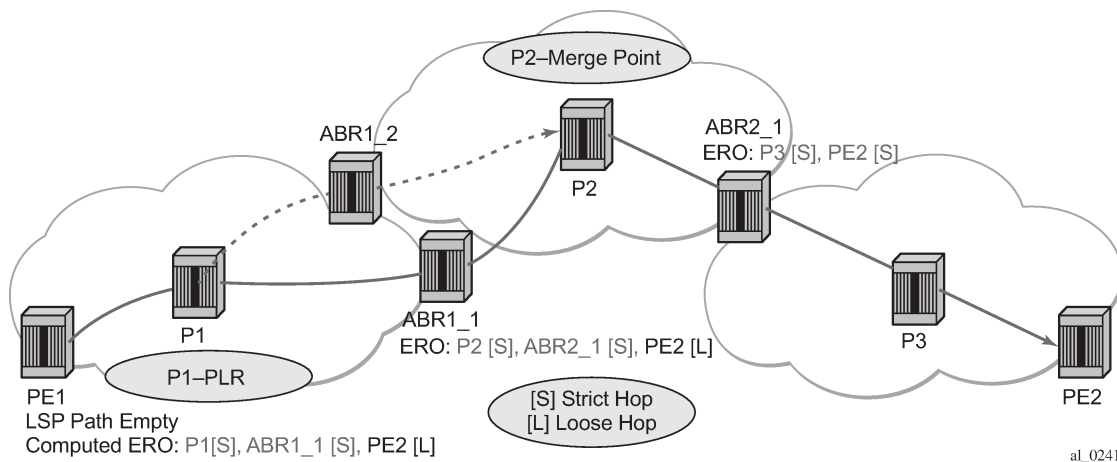 P2–Merge Point
ABR1_2
ABR2_1
ERO: P3 [S], PE2 [S]
P2
P1
ABR1_1
ERO: P2 [S], ABR2_1 [S], PE2 [L]
P3
P1–PLR
PE1
LSP Path Empty
Computed ERO: P1[S], ABR1_1 [S], PE2 [L]
[S] Strict Hop
[L] Loose Hop
PE2